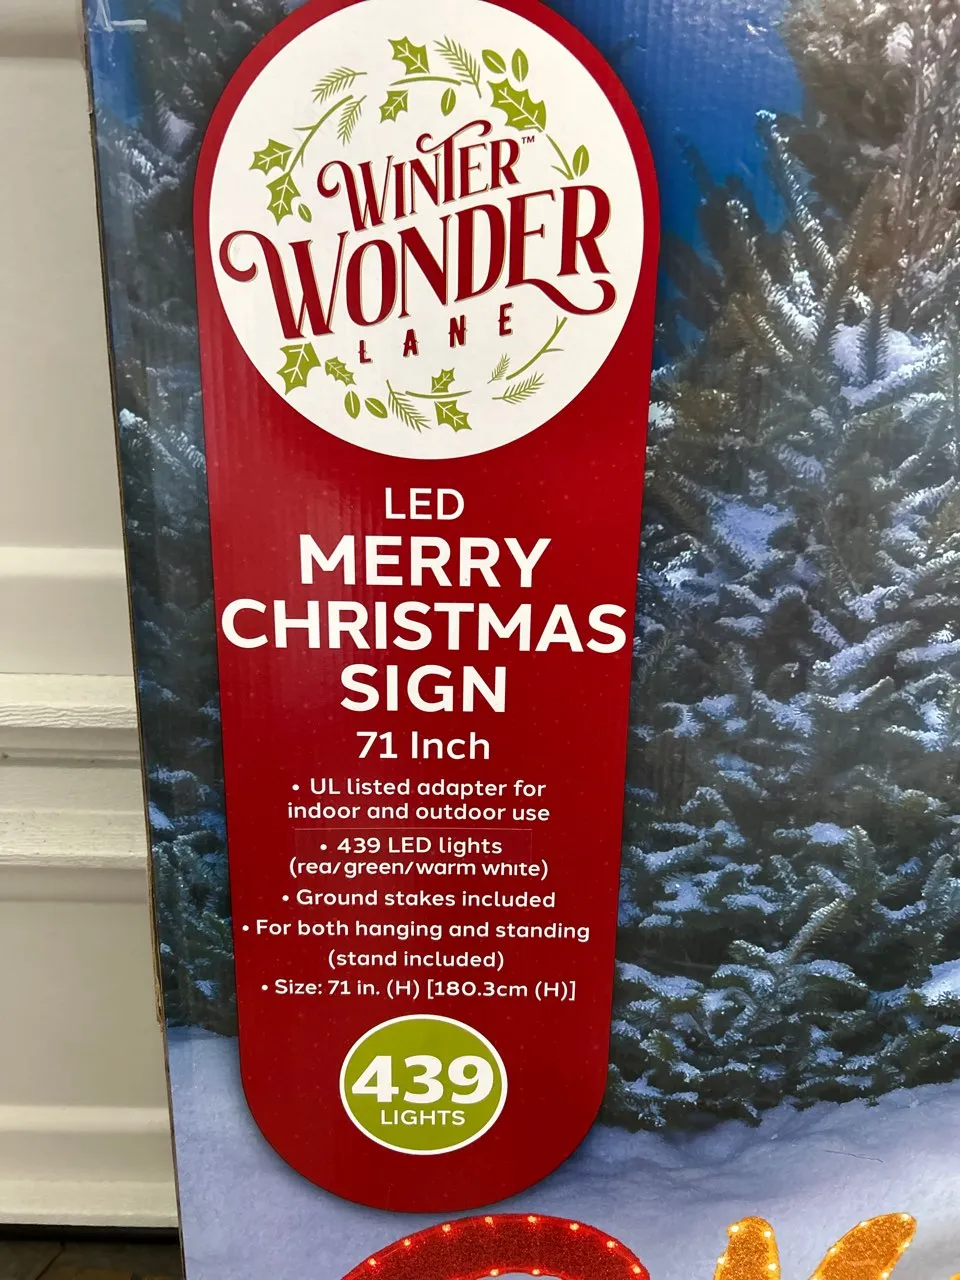 WINTER™
WONDER
LANE
LED
MERRY
CHRISTMAS
SIGN
71 Inch
• UL listed adapter for
indoor and outdoor use
• 439 LED lights
(red/green/warm white)
• Ground stakes included
• For both hanging and standing
(stand included)
• Size: 71 in. (H) [180.3cm (H)]
439
LIGHTS